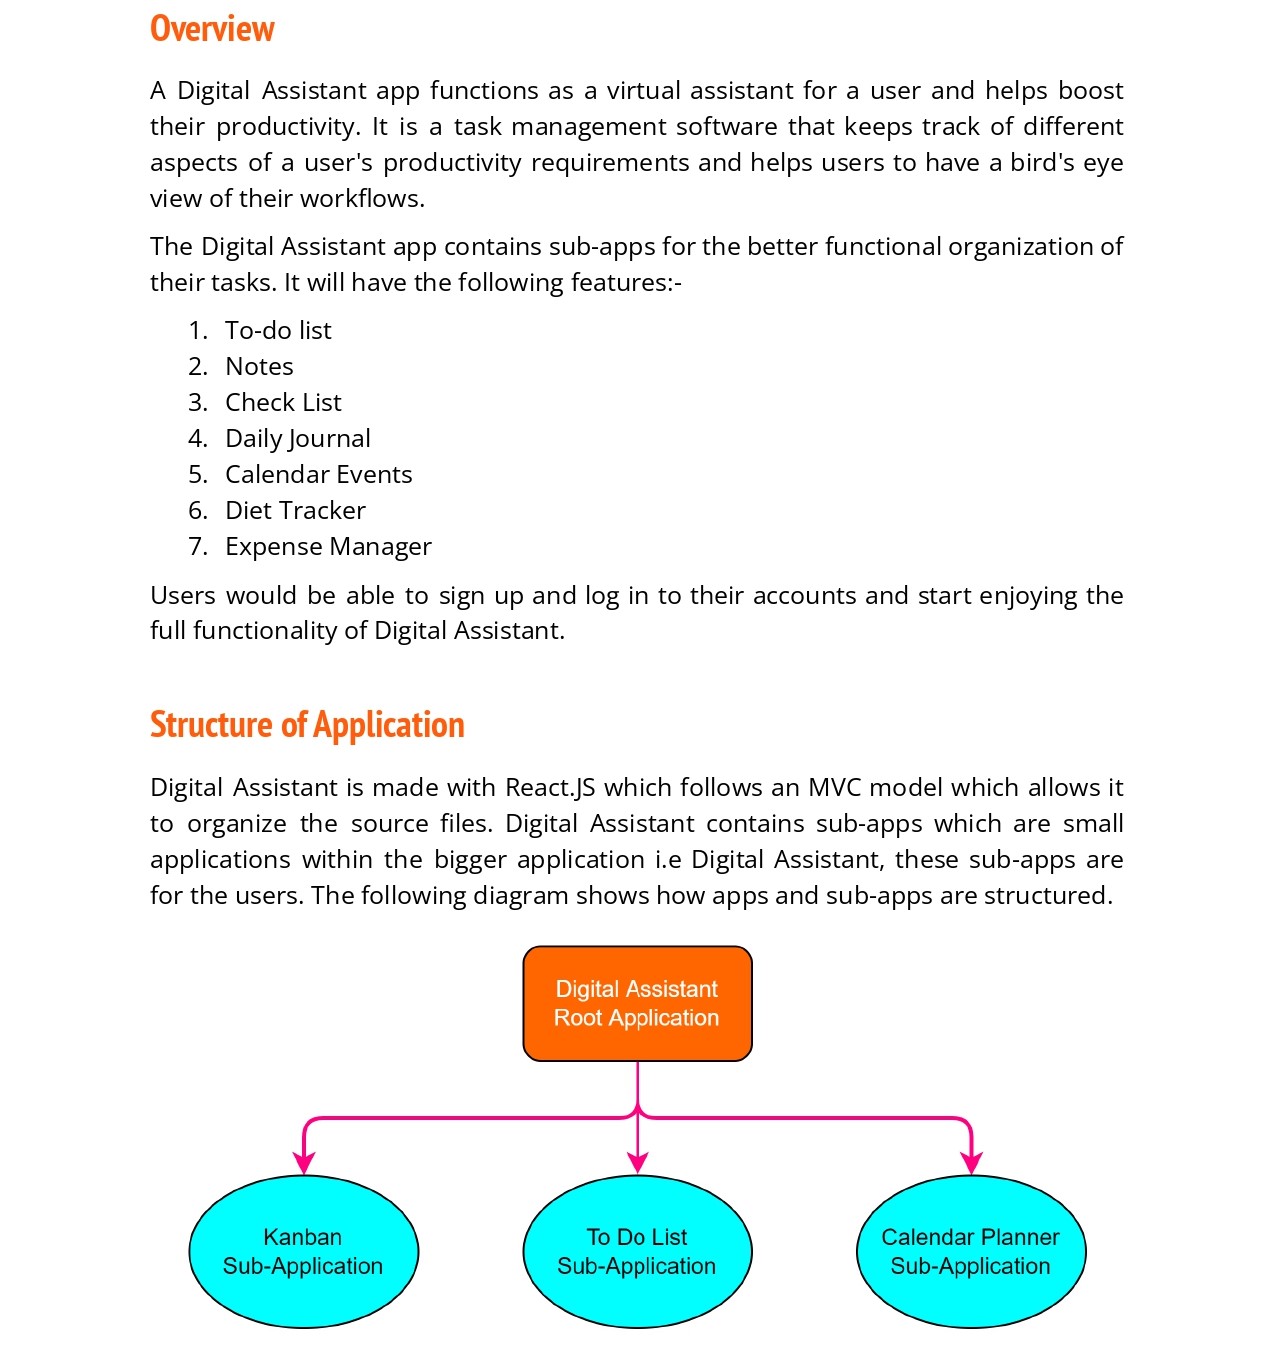 Overview
A Digital Assistant app functions as a virtual assistant for a user and helps boost
their productivity. It is a task management software that keeps track of different
aspects of a user's productivity requirements and helps users to have a bird's eye
view of their workflows.
The Digital Assistant app contains sub-apps for the better functional organization of
their tasks. It will have the following features:-
1. To-do list
2. Notes
3. Check List
4. Daily Journal
5. Calendar Events
6. Diet Tracker
7. Expense Manager
Users would be able to sign up and log in to their accounts and start enjoying the
full functionality of Digital Assistant.
Structure of Application
Digital Assistant is made with React.JS which follows an MVC model which allows it
to organize the source files. Digital Assistant contains sub-apps which are small
applications within the bigger application i.e Digital Assistant, these sub-apps are
for the users. The following diagram shows how apps and sub-apps are structured.
Digital Assistant
Root Application
Kanban
Sub-Application
To Do List
Sub-Application
Calendar Planner
Sub-Application